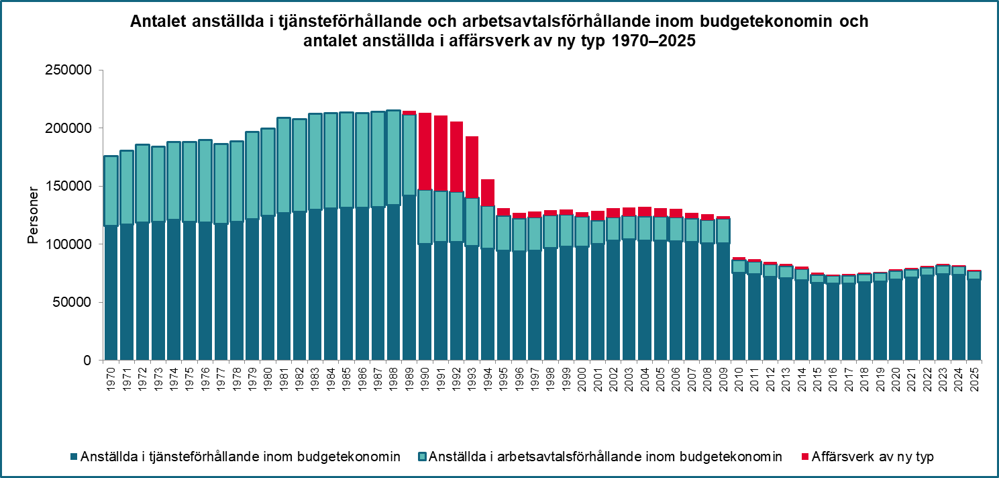 Antalet anställda i tjänsteförhållande och arbetsavtalsförhållande inom budgetekonomin och
antalet anställda i affärsverk av ny typ 1970–2025
250000
200000
150000
100000
50000
0
Personer
1970 1971 1972 1973 1974 1975 1976 1977 1978 1979 1980 1981 1982 1983 1984 1985 1986 1987 1988 1989 1990 1991 1992 1993 1994 1995 1996 1997 1998 1999 2000 2001 2002 2003 2004 2005 2006 2007 2008 2009 2010 2011 2012 2013 2014 2015 2016 2017 2018 2019 2020 2021 2022 2023 2024 2025
Anställda i tjänsteförhållande inom budgetekonomin Anställda i arbetsavtalsförhållande inom budgetekonomin Affärsverk av ny typ